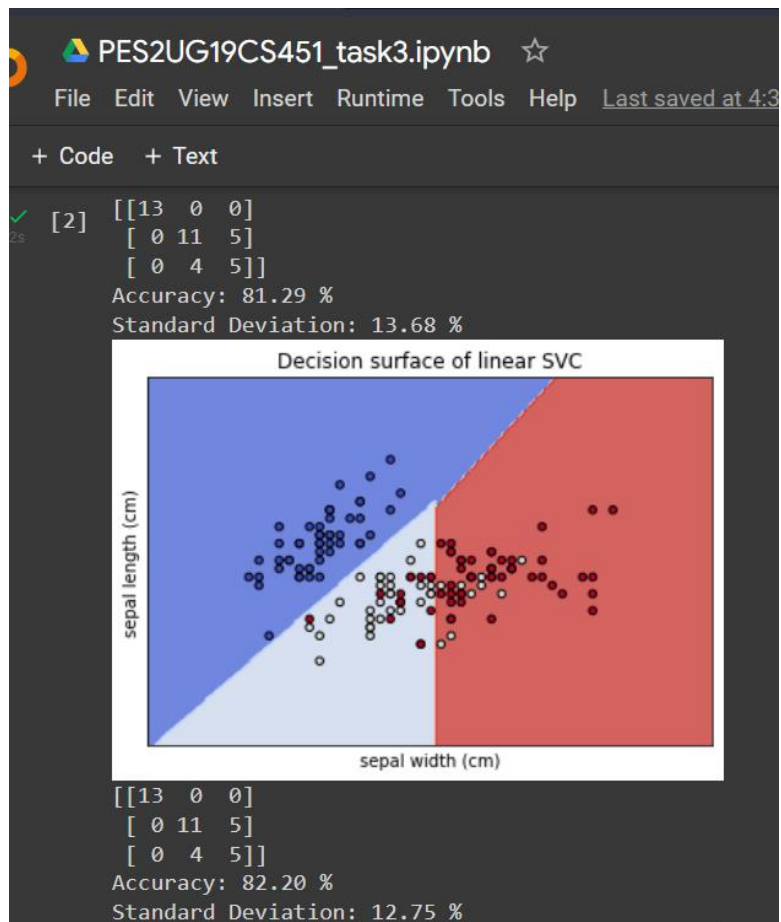 PES2UG19CS451_task3.ipynb
File Edit View Insert Runtime Tools Help Last saved at 4:3
+ Code + Text
[2] [[13 0 0]
2s [ 0 11 5]
[ 0 4 5]]
Accuracy: 81.29 %
Standard Deviation: 13.68 %
Decision surface of linear SVC
sepal length (cm)
sepal width (cm)
[[13 0 0]
[ 0 11 5]
[ 0 4 5]]
Accuracy: 82.20 %
Standard Deviation: 12.75 %